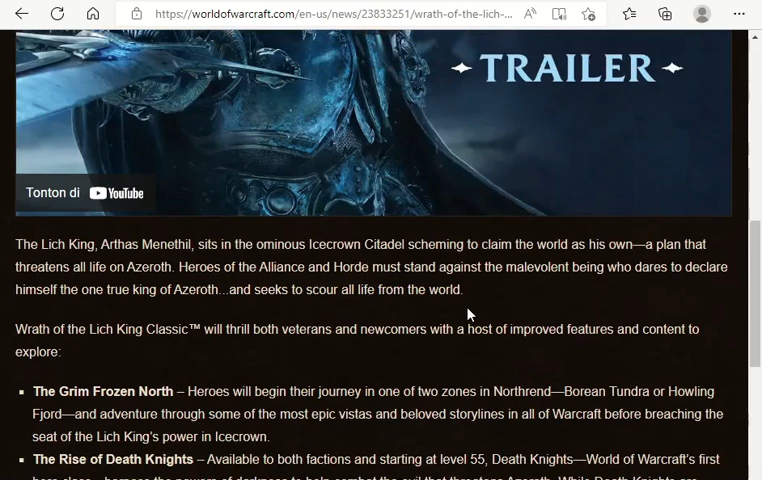 https://worldofwarcraft.com/en-us/news/23833251/wrath-of-the-lich-...
TRAILER
Tonton di YouTube
The Lich King, Arthas Menethil, sits in the ominous Icecrown Citadel scheming to claim the world as his own—a plan that
threatens all life on Azeroth. Heroes of the Alliance and Horde must stand against the malevolent being who dares to declare
himself the one true king of Azeroth...and seeks to scour all life from the world.
Wrath of the Lich King Classic™ will thrill both veterans and newcomers with a host of improved features and content to
explore:
▪ The Grim Frozen North – Heroes will begin their journey in one of two zones in Northrend—Borean Tundra or Howling
Fjord—and adventure through some of the most epic vistas and beloved storylines in all of Warcraft before breaching the
seat of the Lich King's power in Icecrown.
▪ The Rise of Death Knights – Available to both factions and starting at level 55, Death Knights—World of Warcraft's first